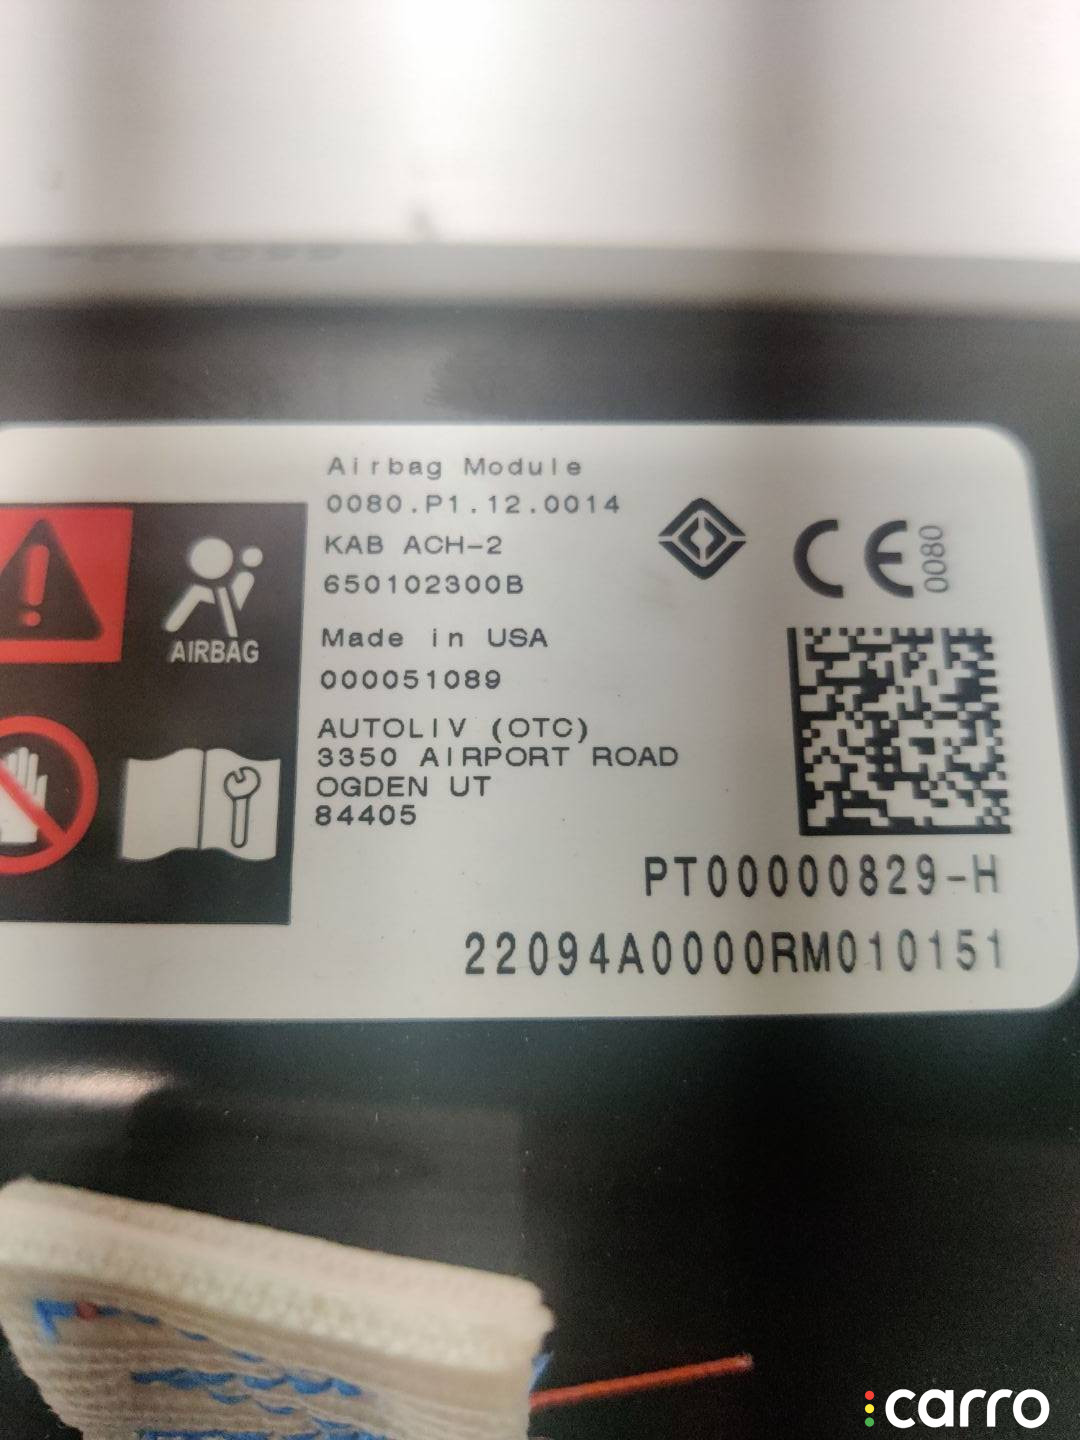 Airbag Module
0080.P1.12.0014
KAB ACH-2
650102300B
Made in USA
000051089
AUTOLIV (OTC)
3350 AIRPORT ROAD
OGDEN UT
84405
AIRBAG
CE
0080
PT00000829-H
22094A0000RM010151
carro